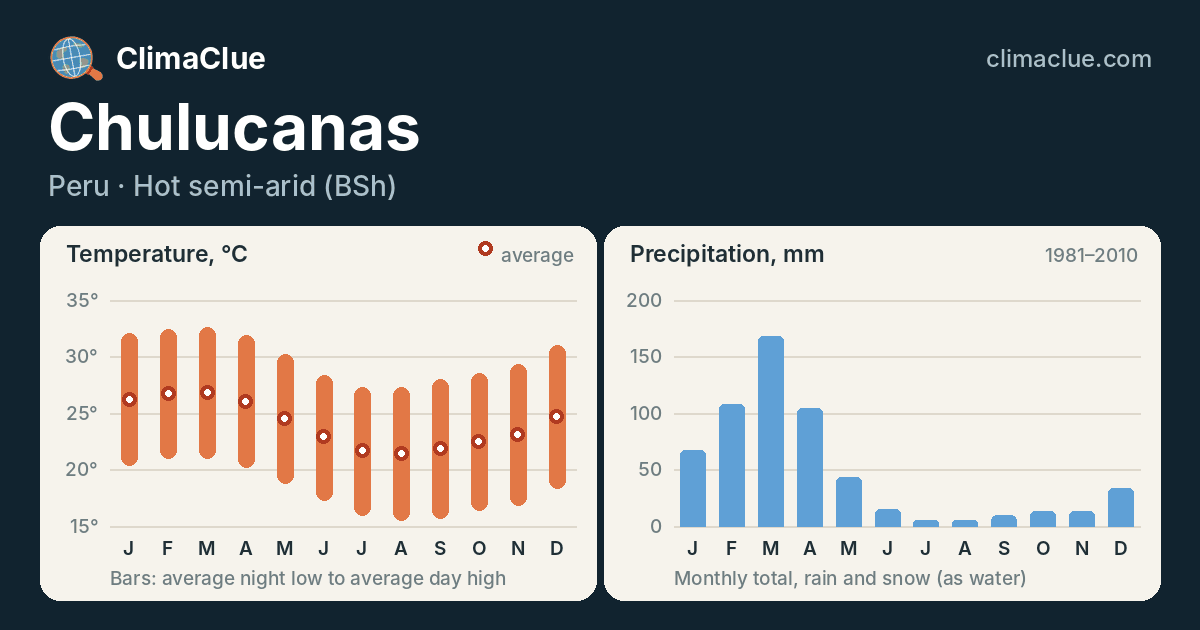 ClimaClue
climaclue.com
Chulucanas
Peru · Hot semi-arid (BSh)
Temperature, °C
average
35°
30°
25°
20°
15°
J F M A M J J A S O N D
Bars: average night low to average day high
Precipitation, mm
1981–2010
200
150
100
50
0
J F M A M J J A S O N D
Monthly total, rain and snow (as water)